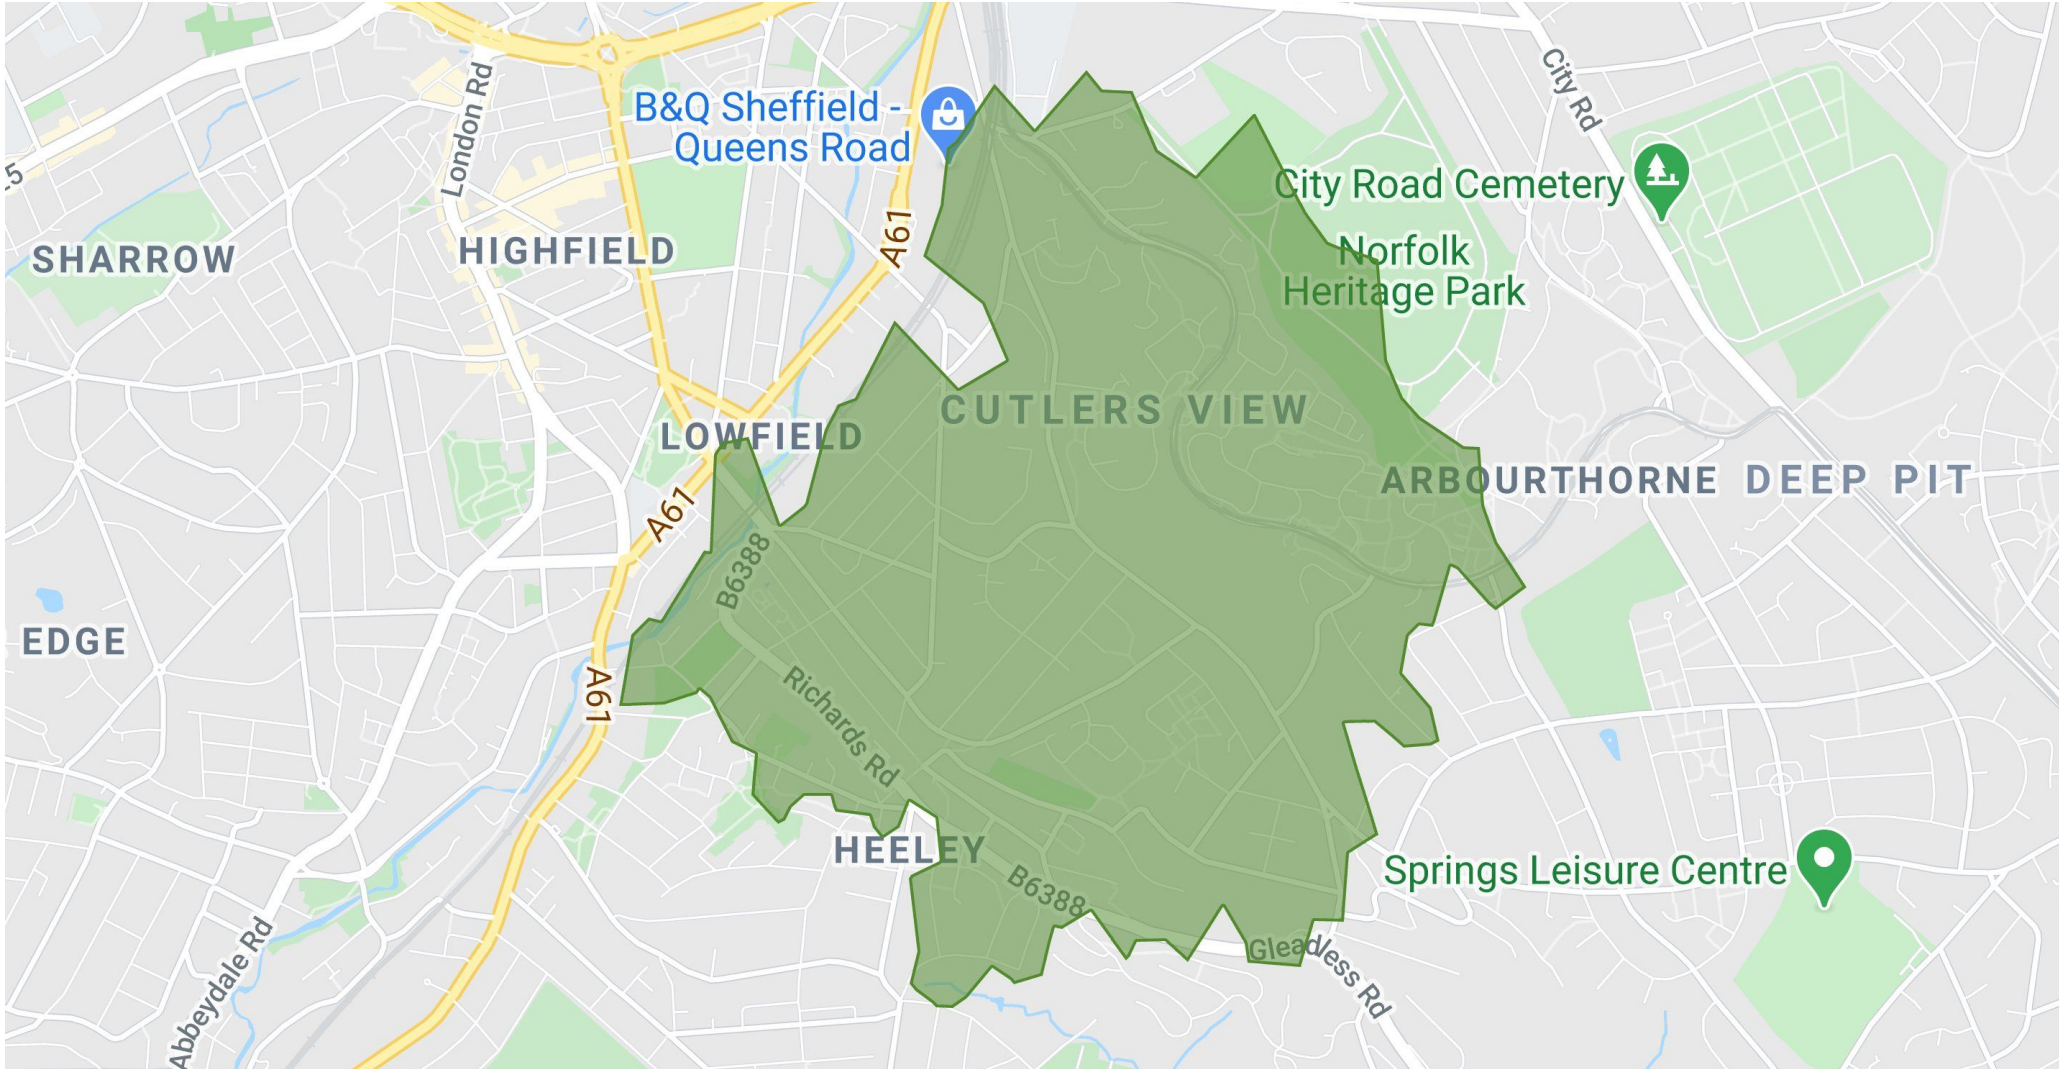 City Rd
London Rd
B&Q Sheffield -
Queens Road
City Road Cemetery
5
A61
SHARROW
HIGHFIELD
Norfolk
Heritage Park
CUTLERS VIEW
LOWFIELD
ARBOURTHORNE
DEEP PIT
A61
B6388
EDGE
A61
Richards Rd
HEELEY
B6388
Springs Leisure Centre
Gleadless Rd
Abbeydale Rd